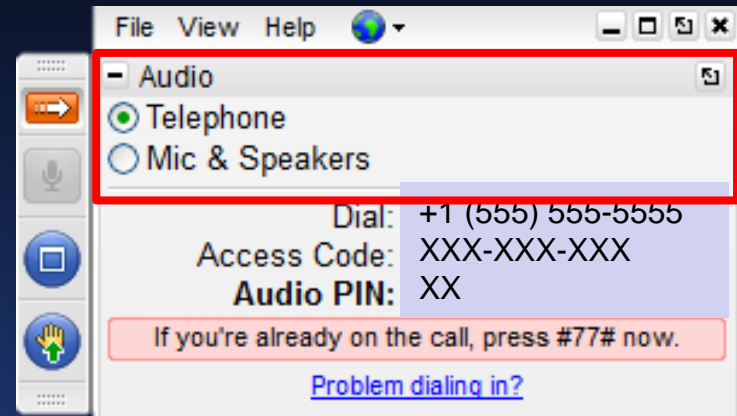 File View Help
Audio
Telephone
Mic & Speakers
Dial: +1 (555) 555-5555
Access Code: XXX-XXX-XXX
Audio PIN: XX
If you're already on the call, press #77# now.
Problem dialing in?